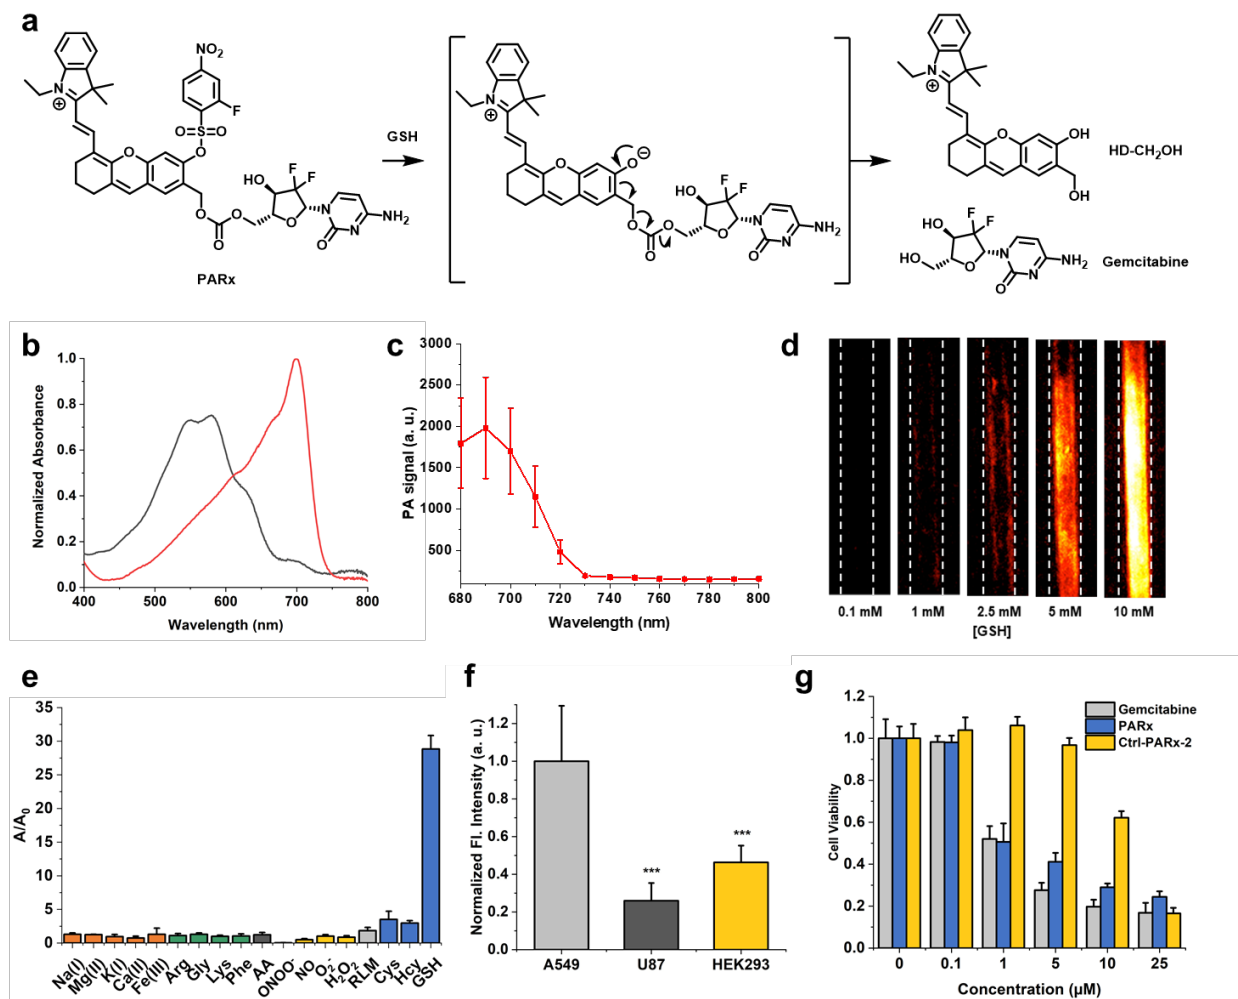 a
NO2
N
⊕
F
O=S=O
O
O
GSH
F
F
HO
O
O
O
O
N
NH2
N
O
PARx
N
⊕
O
O
⊖
F
F
HO
O
O
O
O
N
NH2
N
O
N
⊕
O
OH
OH
HD-CH2OH
F
F
HO
HO
O
N
NH2
N
O
Gemcitabine
b
Normalized Absorbance
1.0
0.8
0.6
0.4
0.2
0.0
400 500 600 700 800
Wavelength (nm)
c
PA signal (a. u.)
3000
2500
2000
1500
1000
500
680 700 720 740 760 780 800
Wavelength (nm)
d
0.1 mM 1 mM 2.5 mM 5 mM 10 mM
[GSH]
e
A/A0
35
30
25
20
15
10
5
0
Na(I) Mg(II) K(I) Ca(II) Fe(III) Arg Gly Lys Phe AA ONOO- NO O2- H2O2 RLM Cys Hcy GSH
f
Normalized Fl. Intensity (a. u.)
1.2
1.0
0.8
0.6
0.4
0.2
0.0
***
***
A549 U87 HEK293
g
Cell Viability
1.2
1.0
0.8
0.6
0.4
0.2
0.0
Gemcitabine
PARx
Ctrl-PARx-2
0 0.1 1 5 10 25
Concentration (μM)